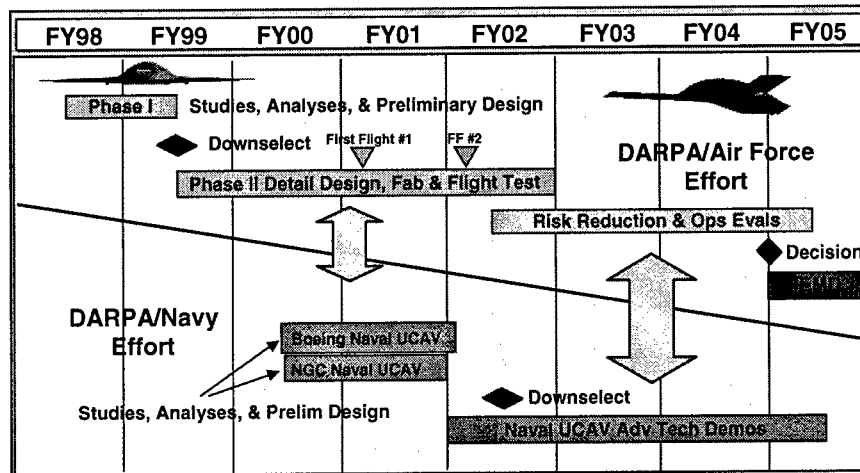 FY98 FY99 FY00 FY01 FY02 FY03 FY04 FY05
Phase I
Studies, Analyses, & Preliminary Design
Downselect
First Flight #1
FF #2
DARPA/Air Force
Effort
Phase II Detail Design, Fab & Flight Test
Risk Reduction & Ops Evals
Decision
EMD
DARPA/Navy
Effort
Boeing Naval UCAV
NGC Naval UCAV
Studies, Analyses, & Prelim Design
Downselect
Naval UCAV Adv Tech Demos